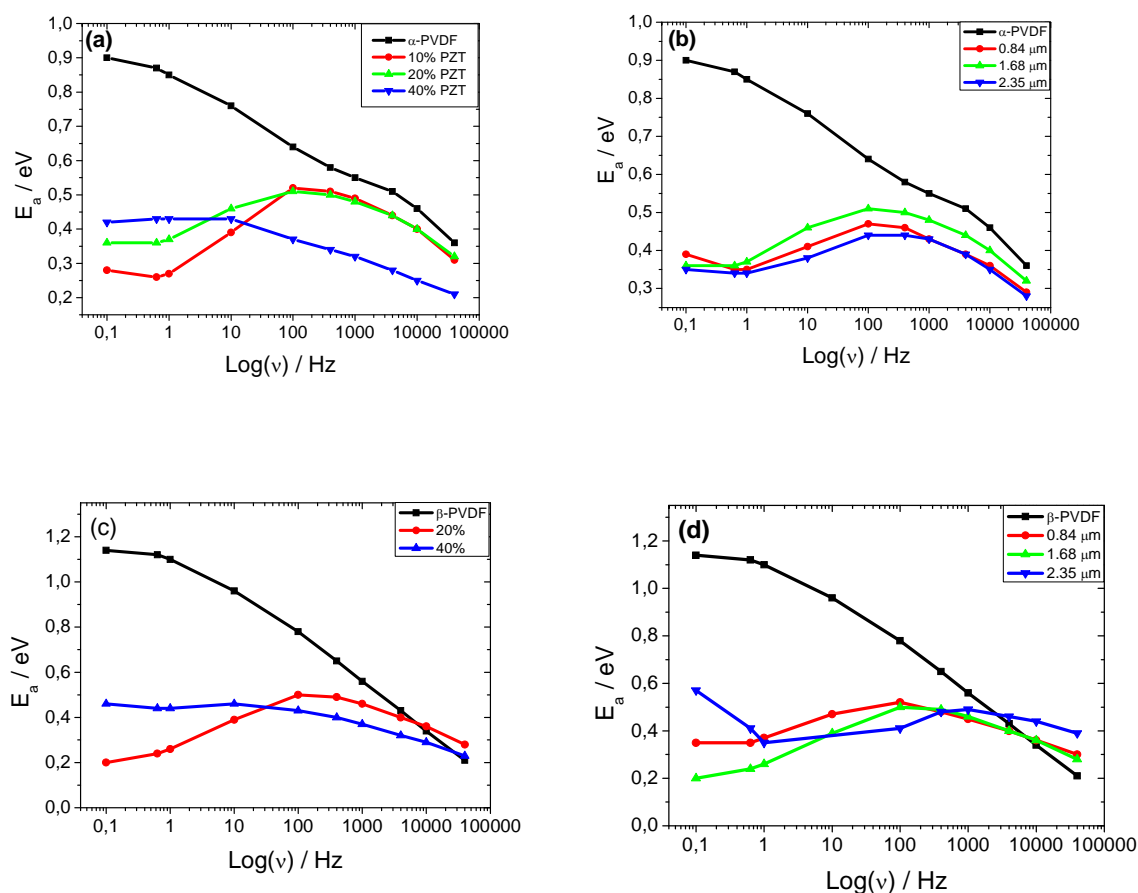 (a)
α-PVDF
10% PZT
20% PZT
40% PZT
1,0
0,9
0,8
0,7
0,6
0,5
0,4
0,3
0,2
E_a / eV
0,1 1 10 100 1000 10000 100000
Log(ν) / Hz
(b)
α-PVDF
0.84 μm
1.68 μm
2.35 μm
1,0
0,9
0,8
0,7
0,6
0,5
0,4
0,3
E_a / eV
0,1 1 10 100 1000 10000 100000
Log(ν) / Hz
(c)
β-PVDF
20%
40%
1,2
1,0
0,8
0,6
0,4
0,2
0,0
E_a / eV
0,1 1 10 100 1000 10000 100000
Log(ν) / Hz
(d)
β-PVDF
0.84 μm
1.68 μm
2.35 μm
1,2
1,0
0,8
0,6
0,4
0,2
0,0
E_a / eV
0,1 1 10 100 1000 10000 100000
Log(ν) / Hz